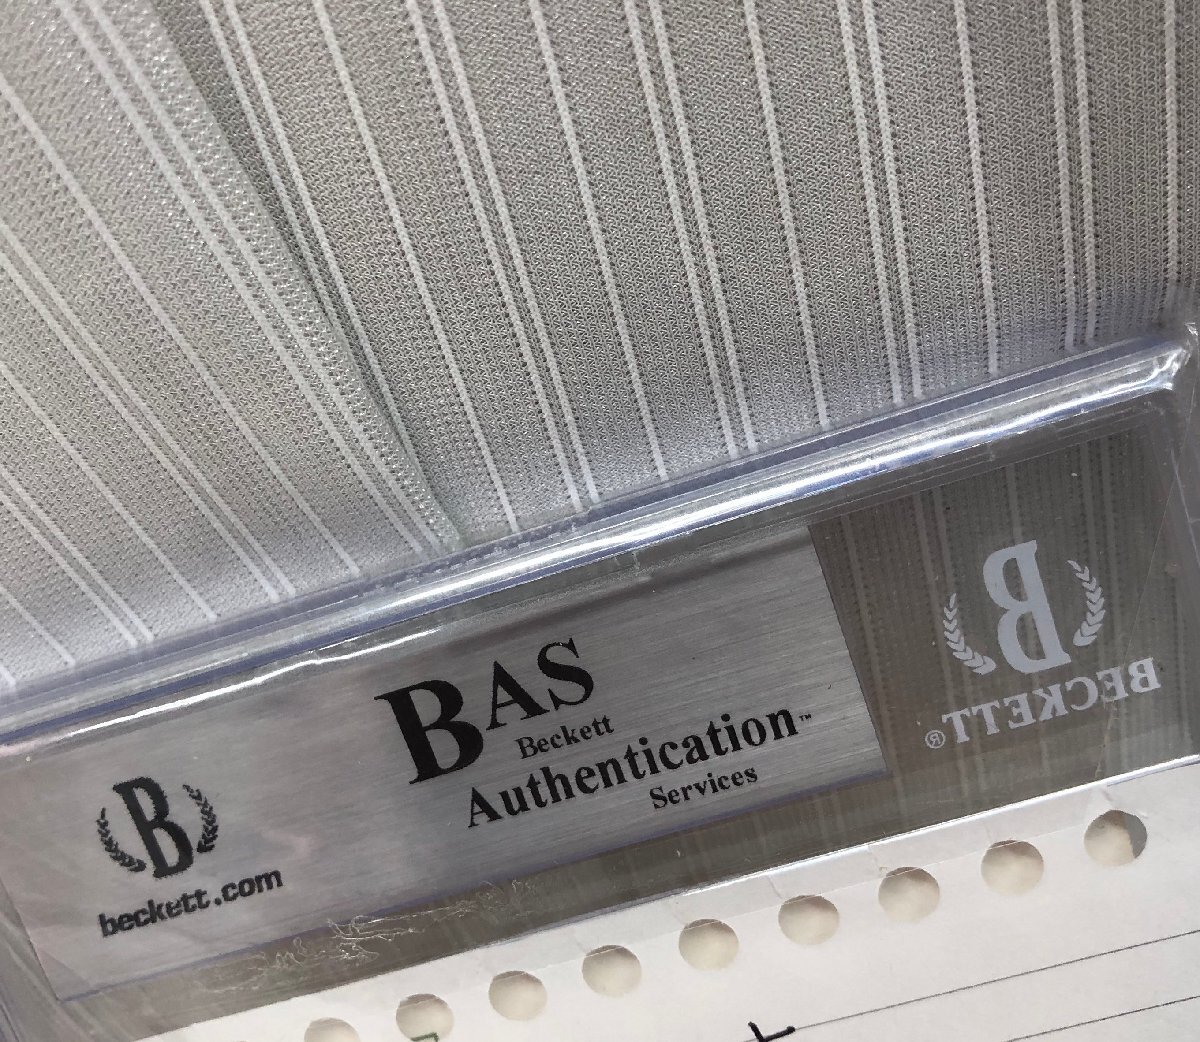 BAS
Beckett
Authentication™
Services
B
beckett.com
B
BECKETT®